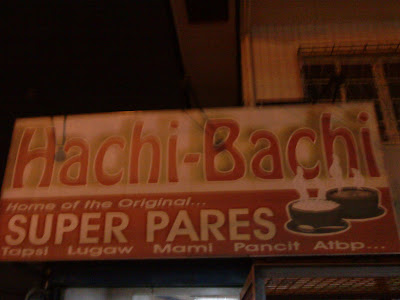 Hachi-Bachi
Home of the Original...
SUPER PARES
Tapsi Lugaw Mami Pancit Atbp...